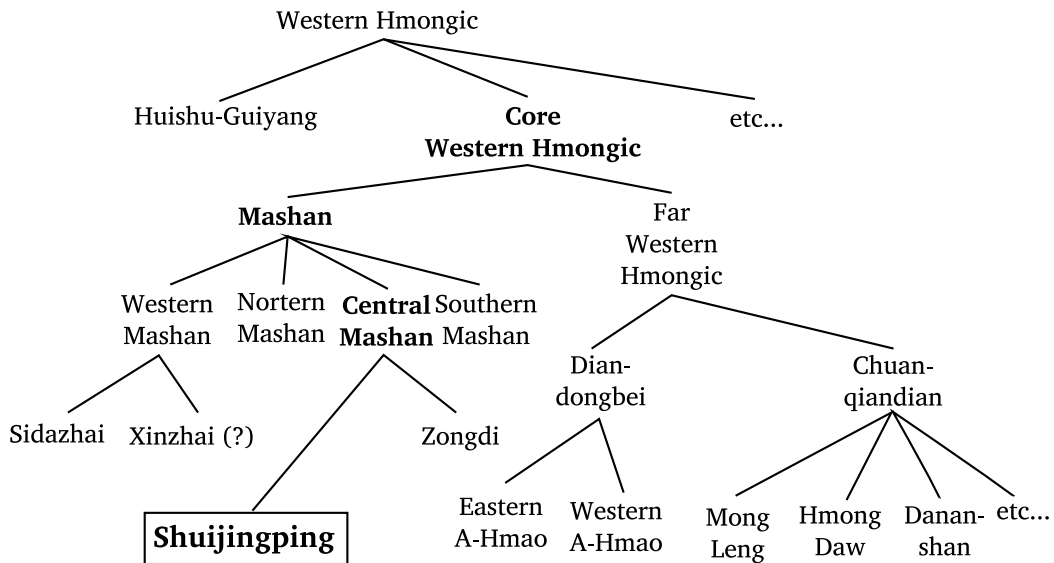 Western Hmongic
Huishu-Guiyang
Core
Western Hmongic
etc...
Mashan
Far
Western
Hmongic
Western
Mashan
Nortern
Mashan
Central
Mashan
Southern
Mashan
Dian-
dongbei
Chuan-
qiandian
Sidazhai
Xinzhai (?)
Zongdi
Shuijingping
Eastern
A-Hmao
Western
A-Hmao
Mong
Leng
Hmong
Daw
Danan-
shan
etc...